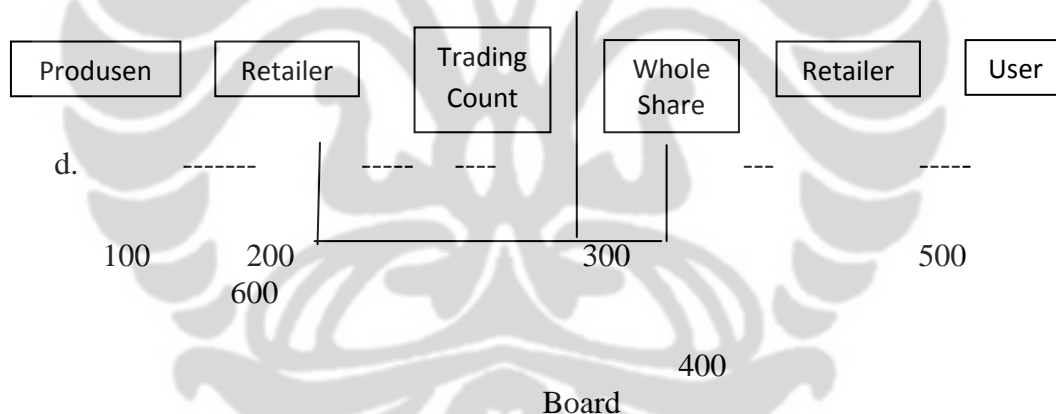 Produsen
Retailer
Trading
Count
Whole
Share
Retailer
User
d. ------- ----- ---- --- -----
100 200 300 500
600
400
Board